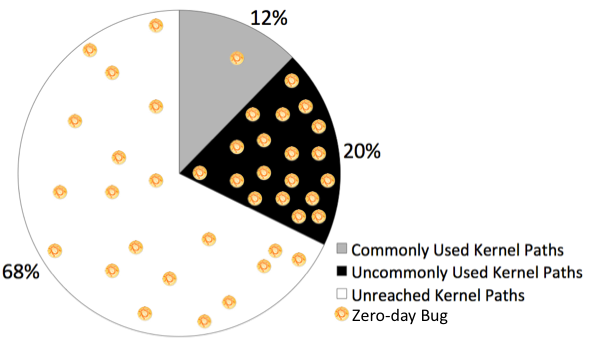 12%
20%
68%
Commonly Used Kernel Paths
Uncommonly Used Kernel Paths
Unreached Kernel Paths
Zero-day Bug